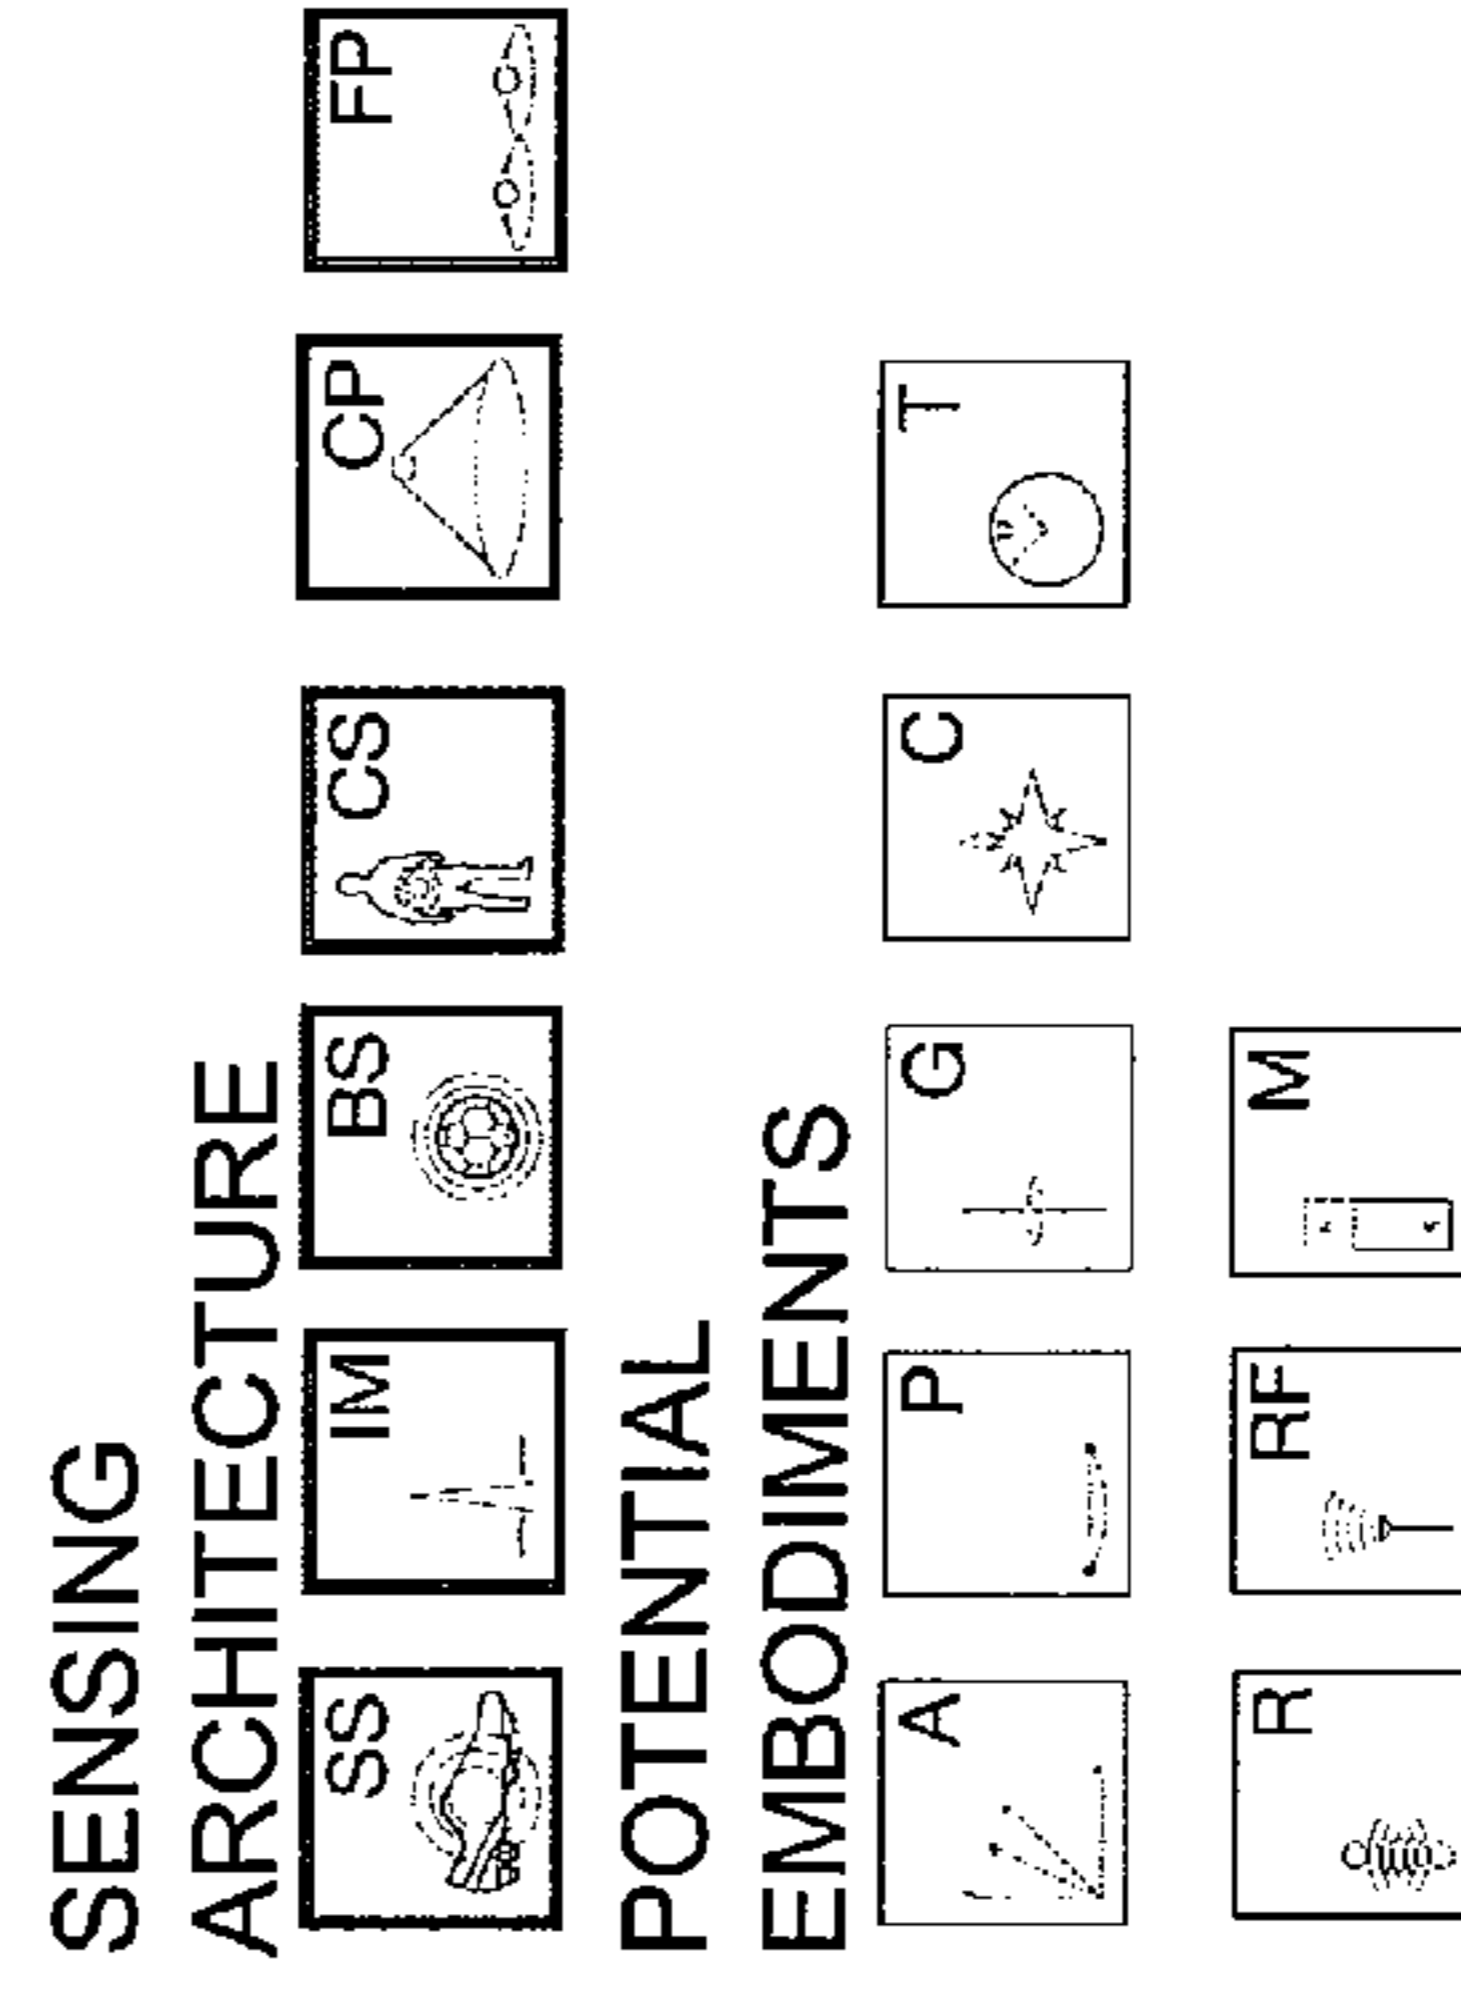 SENSING
ARCHITECTURE
SS IM BS CS CP FP
POTENTIAL
EMBODIMENTS
A P G C T
R RF M